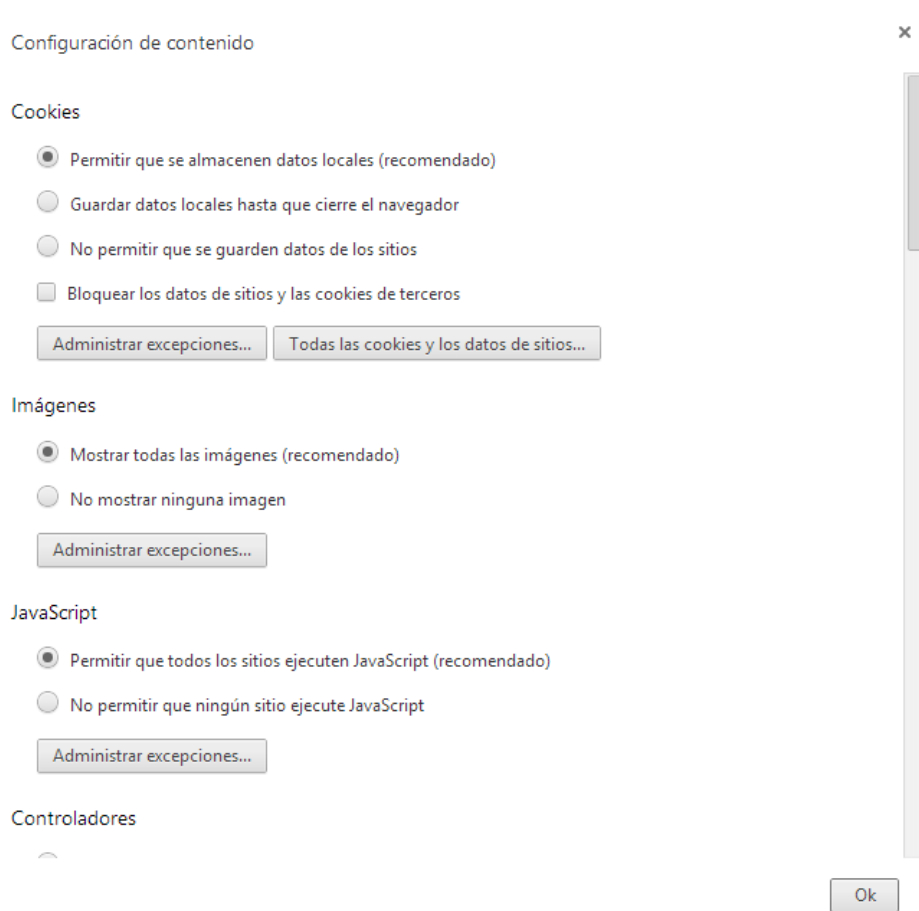 Configuración de contenido
Cookies
Permitir que se almacenen datos locales (recomendado)
Guardar datos locales hasta que cierre el navegador
No permitir que se guarden datos de los sitios
Bloquear los datos de sitios y las cookies de terceros
Administrar excepciones... Todas las cookies y los datos de sitios...
Imágenes
Mostrar todas las imágenes (recomendado)
No mostrar ninguna imagen
Administrar excepciones...
JavaScript
Permitir que todos los sitios ejecuten JavaScript (recomendado)
No permitir que ningún sitio ejecute JavaScript
Administrar excepciones...
Controladores
Ok